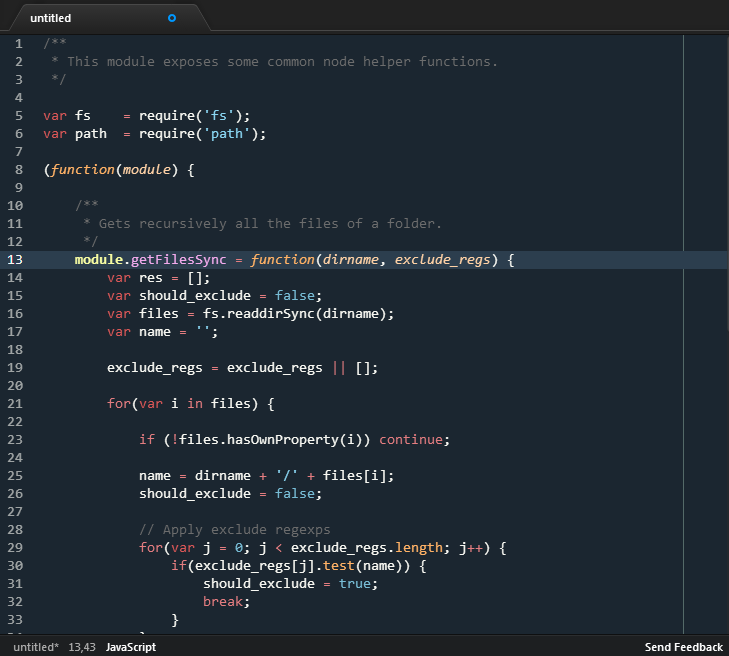 untitled
1 /**
2  * This module exposes some common node helper functions.
3  */
4
5 var fs    = require('fs');
6 var path  = require('path');
7
8 (function(module) {
9
10     /**
11      * Gets recursively all the files of a folder.
12      */
13     module.getFilesSync = function(dirname, exclude_regs) {
14         var res = [];
15         var should_exclude = false;
16         var files = fs.readdirSync(dirname);
17         var name = '';
18
19         exclude_regs = exclude_regs || [];
20
21         for(var i in files) {
22
23             if (!files.hasOwnProperty(i)) continue;
24
25             name = dirname + '/' + files[i];
26             should_exclude = false;
27
28             // Apply exclude regexps
29             for(var j = 0; j < exclude_regs.length; j++) {
30                 if(exclude_regs[j].test(name)) {
31                     should_exclude = true;
32                     break;
33                 }
untitled* 13,43 JavaScript Send Feedback